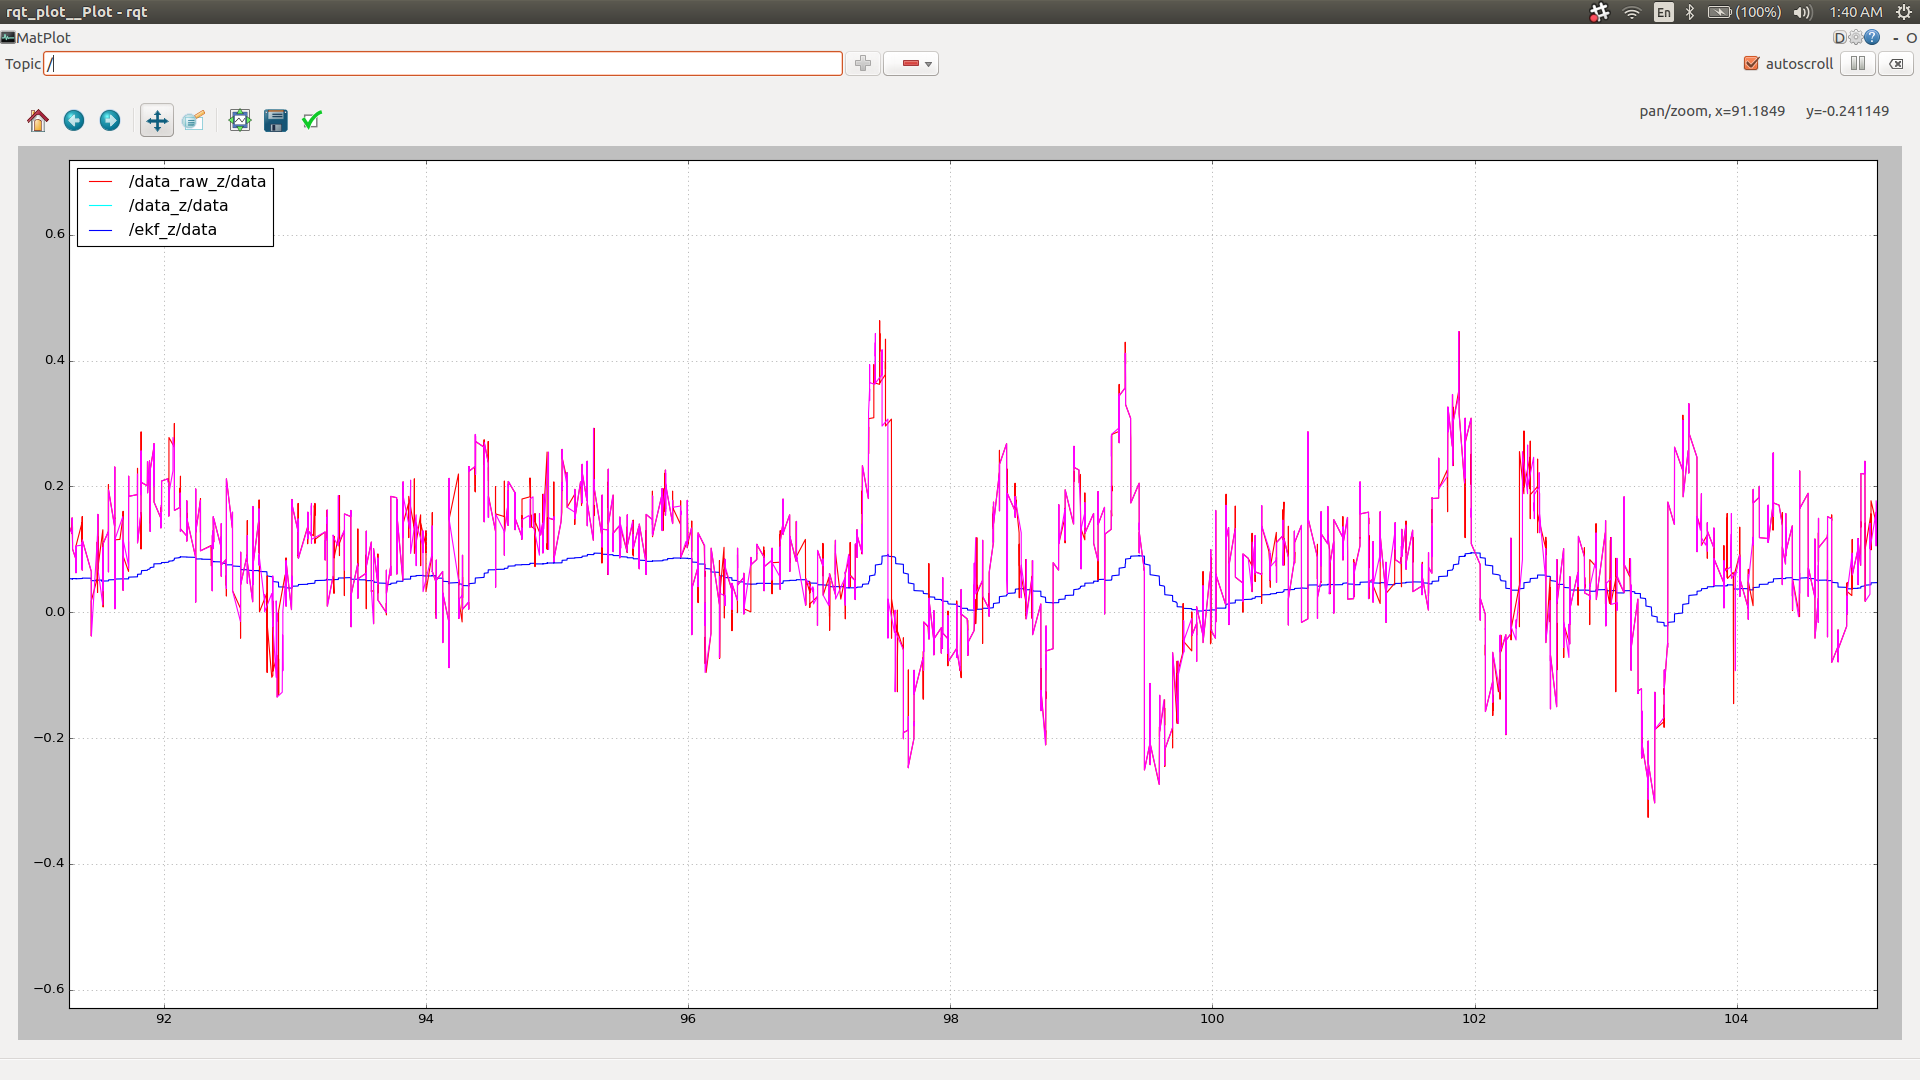 rqt_plot__Plot - rqt
En
(100%)
1:40 AM
MatPlot
D
- O
Topic
/
autoscroll
pan/zoom, x=91.1849 y=-0.241149
/data_raw_z/data
/data_z/data
/ekf_z/data
0.6
0.4
0.2
0.0
−0.2
−0.4
−0.6
92 94 96 98 100 102 104